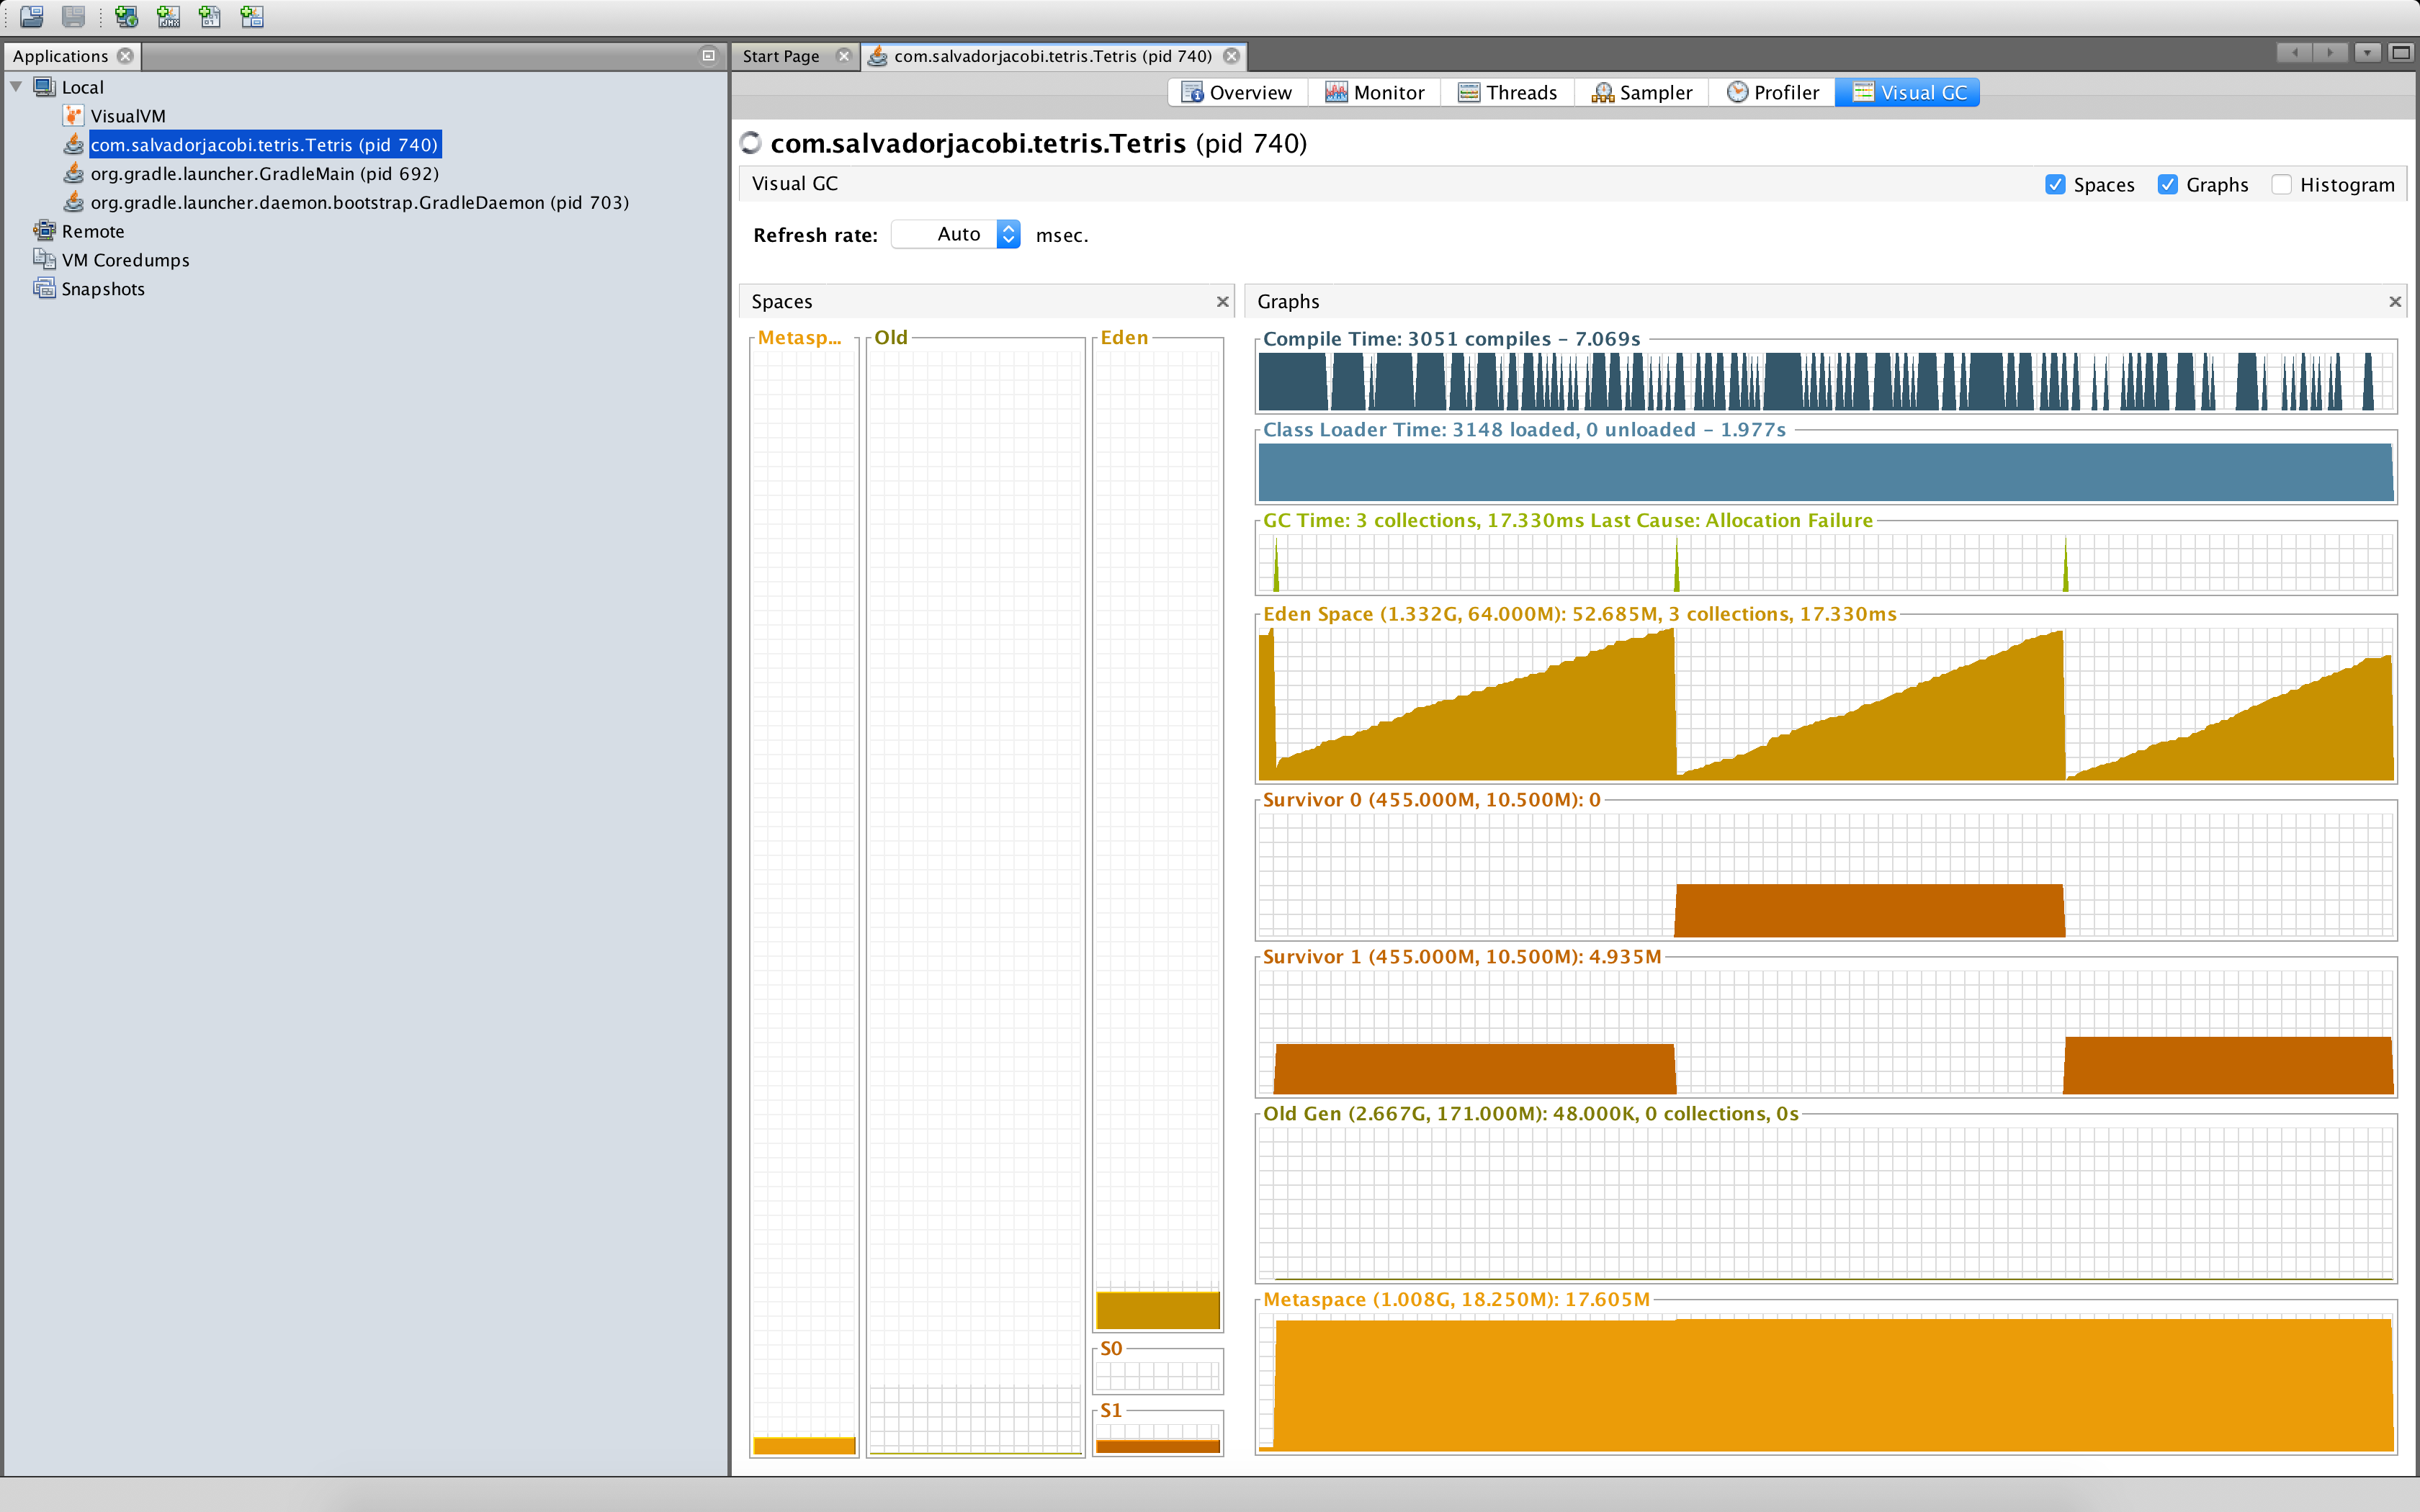 Applications
Local
VisualVM
com.salvadorjacobi.tetris.Tetris (pid 740)
org.gradle.launcher.GradleMain (pid 692)
org.gradle.launcher.daemon.bootstrap.GradleDaemon (pid 703)
Remote
VM Coredumps
Snapshots
Start Page
com.salvadorjacobi.tetris.Tetris (pid 740)
Overview
Monitor
Threads
Sampler
Profiler
Visual GC
com.salvadorjacobi.tetris.Tetris (pid 740)
Visual GC
Spaces
Graphs
Histogram
Refresh rate: Auto msec.
Spaces
Metasp...
Old
Eden
S0
S1
Graphs
Compile Time: 3051 compiles - 7.069s
Class Loader Time: 3148 loaded, 0 unloaded - 1.977s
GC Time: 3 collections, 17.330ms Last Cause: Allocation Failure
Eden Space (1.332G, 64.000M): 52.685M, 3 collections, 17.330ms
Survivor 0 (455.000M, 10.500M): 0
Survivor 1 (455.000M, 10.500M): 4.935M
Old Gen (2.667G, 171.000M): 48.000K, 0 collections, 0s
Metaspace (1.008G, 18.250M): 17.605M